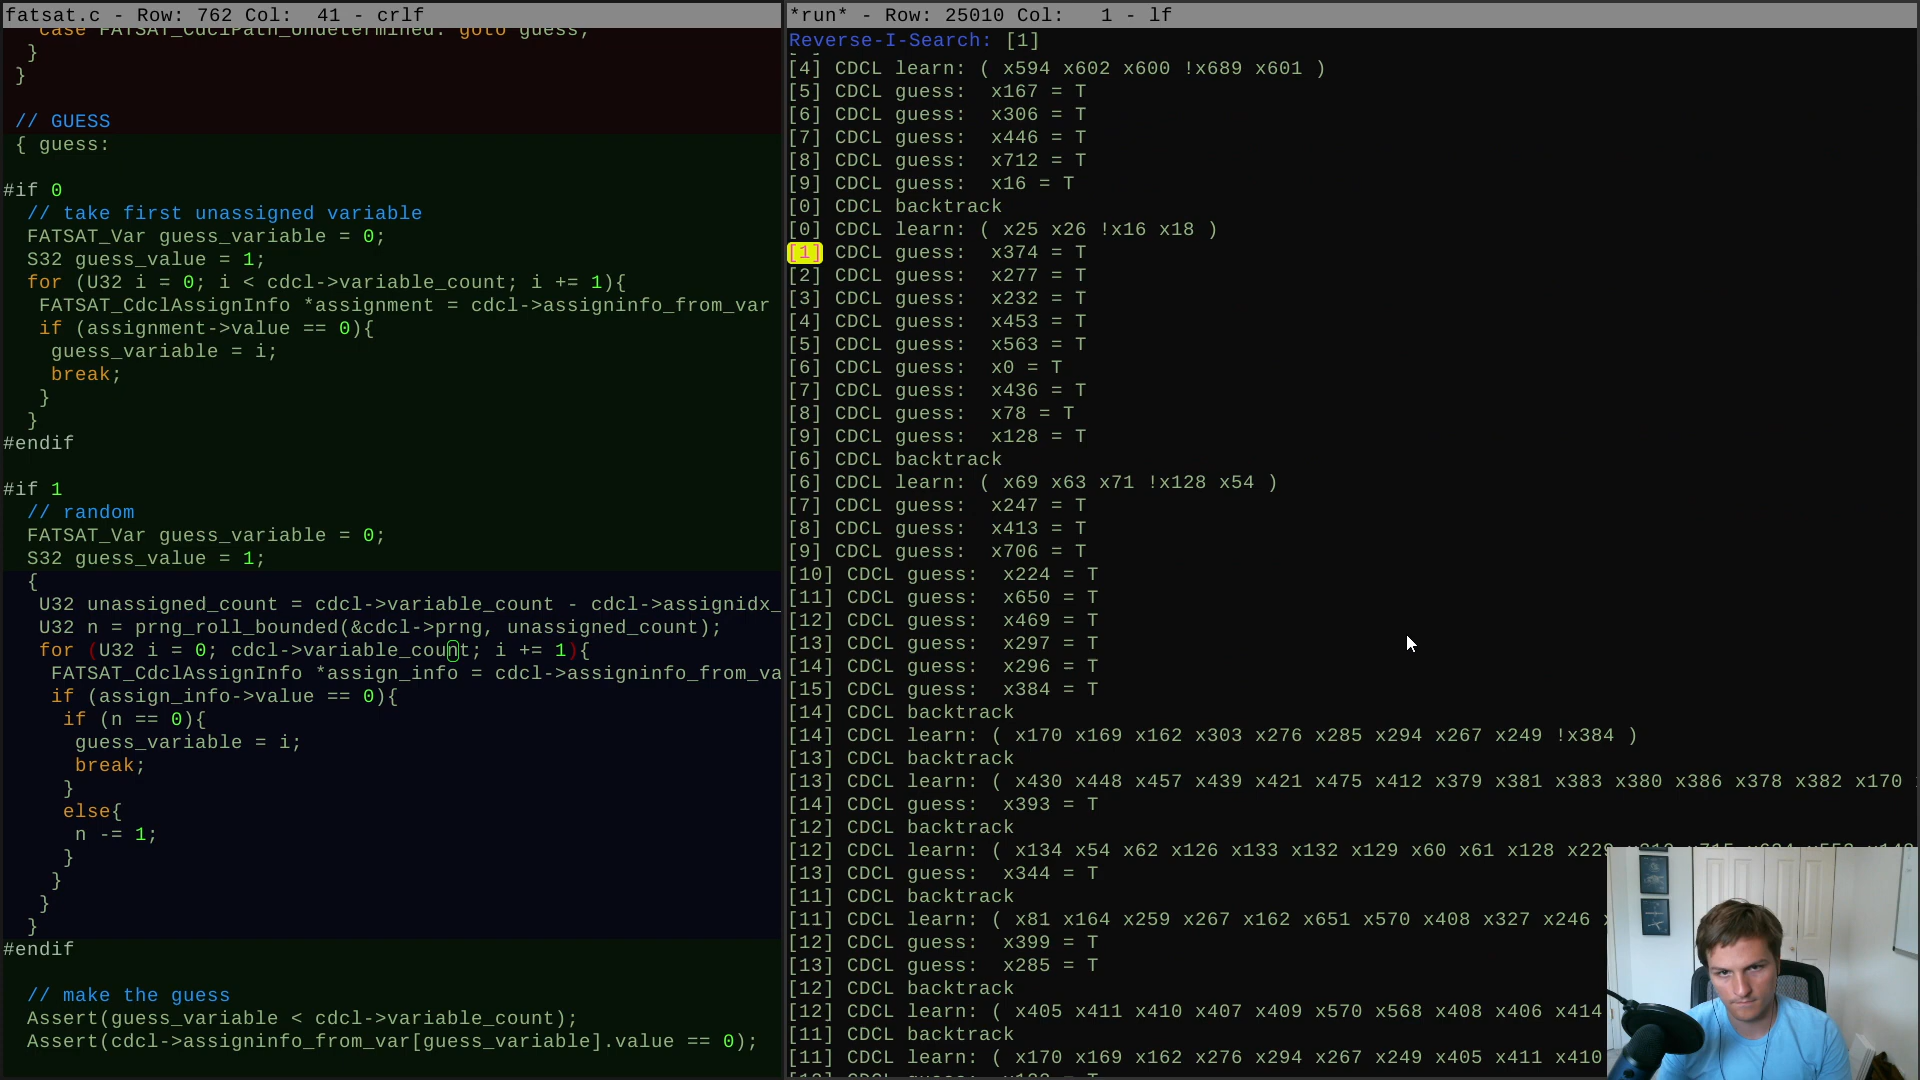 fatsat.c - Row: 762 Col:  41 - crlf
case FATSAT_CdclPath_Undetermined: goto guess;
}
}
// GUESS
{ guess:
#if 0
// take first unassigned variable
FATSAT_Var guess_variable = 0;
S32 guess_value = 1;
for (U32 i = 0; i < cdcl->variable_count; i += 1){
FATSAT_CdclAssignInfo *assignment = cdcl->assigninfo_from_var
if (assignment->value == 0){
guess_variable = i;
break;
}
}
#endif
#if 1
// random
FATSAT_Var guess_variable = 0;
S32 guess_value = 1;
{
U32 unassigned_count = cdcl->variable_count - cdcl->assignidx_
U32 n = prng_roll_bounded(&cdcl->prng, unassigned_count);
for (U32 i = 0; cdcl->variable_count; i += 1){
FATSAT_CdclAssignInfo *assign_info = cdcl->assigninfo_from_va
if (assign_info->value == 0){
if (n == 0){
guess_variable = i;
break;
}
else{
n -= 1;
}
}
}
}
#endif
// make the guess
Assert(guess_variable < cdcl->variable_count);
Assert(cdcl->assigninfo_from_var[guess_variable].value == 0);
*run* - Row: 25010 Col:   1 - lf
Reverse-I-Search: [1]
[4] CDCL learn: ( x594 x602 x600 !x689 x601 )
[5] CDCL guess:  x167 = T
[6] CDCL guess:  x306 = T
[7] CDCL guess:  x446 = T
[8] CDCL guess:  x712 = T
[9] CDCL guess:  x16 = T
[0] CDCL backtrack
[0] CDCL learn: ( x25 x26 !x16 x18 )
[1] CDCL guess:  x374 = T
[2] CDCL guess:  x277 = T
[3] CDCL guess:  x232 = T
[4] CDCL guess:  x453 = T
[5] CDCL guess:  x563 = T
[6] CDCL guess:  x0 = T
[7] CDCL guess:  x436 = T
[8] CDCL guess:  x78 = T
[9] CDCL guess:  x128 = T
[6] CDCL backtrack
[6] CDCL learn: ( x69 x63 x71 !x128 x54 )
[7] CDCL guess:  x247 = T
[8] CDCL guess:  x413 = T
[9] CDCL guess:  x706 = T
[10] CDCL guess:  x224 = T
[11] CDCL guess:  x650 = T
[12] CDCL guess:  x469 = T
[13] CDCL guess:  x297 = T
[14] CDCL guess:  x296 = T
[15] CDCL guess:  x384 = T
[14] CDCL backtrack
[14] CDCL learn: ( x170 x169 x162 x303 x276 x285 x294 x267 x249 !x384 )
[13] CDCL backtrack
[13] CDCL learn: ( x430 x448 x457 x439 x421 x475 x412 x379 x381 x383 x380 x386 x378 x382 x170
[14] CDCL guess:  x393 = T
[12] CDCL backtrack
[12] CDCL learn: ( x134 x54 x62 x126 x133 x132 x129 x60 x61 x128
[13] CDCL guess:  x344 = T
[11] CDCL backtrack
[11] CDCL learn: ( x81 x164 x259 x267 x162 x651 x570 x408 x327 x246
[12] CDCL guess:  x399 = T
[13] CDCL guess:  x285 = T
[12] CDCL backtrack
[12] CDCL learn: ( x405 x411 x410 x407 x409 x570 x568 x408 x406 x414
[11] CDCL backtrack
[11] CDCL learn: ( x170 x169 x162 x276 x294 x267 x249 x405 x411 x410